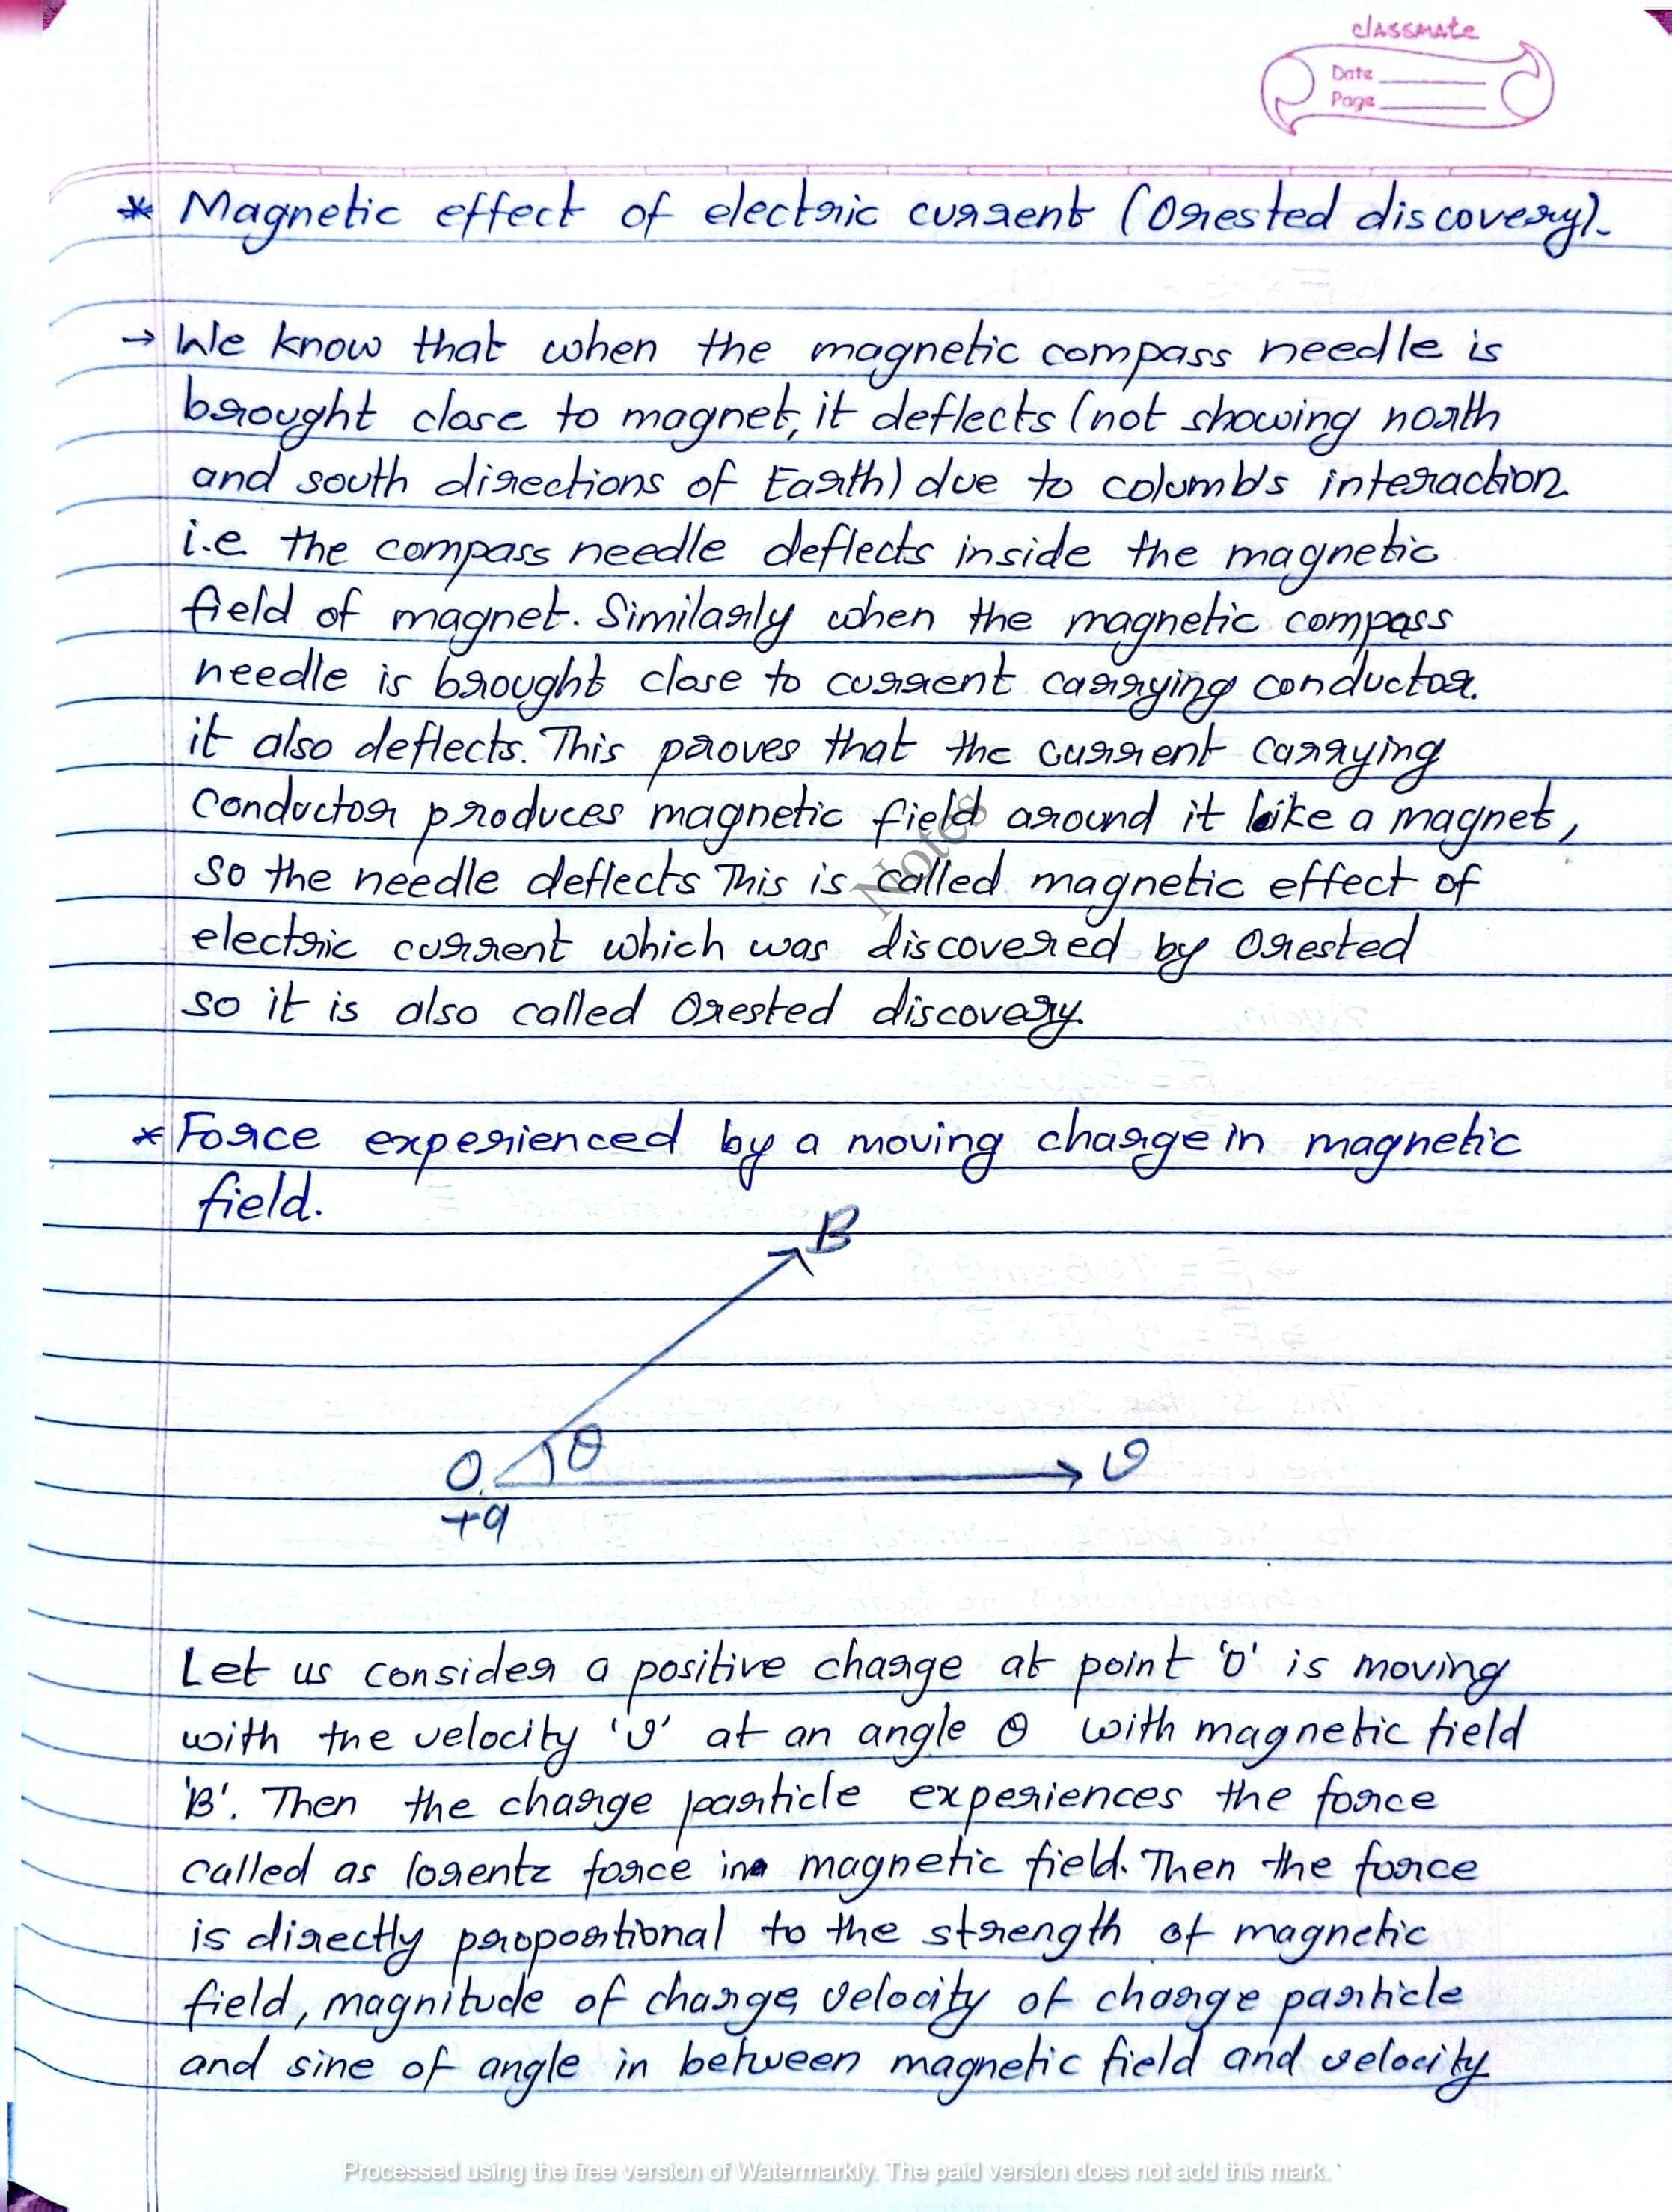 classmate
Date
Page
* Magnetic effect of electric current (Orested discovery).
→ We know that when the magnetic compass needle is
brought close to magnet, it deflects (not showing north
and south directions of Earth) due to columb's interaction.
i.e the compass needle deflects inside the magnetic
field of magnet. Similarly when the magnetic compass
needle is brought close to current carrying conductor.
it also deflects. This proves that the current carrying
conductor produces magnetic field around it like a magnet,
so the needle deflects This is called magnetic effect of
electric current which was discovered by Orested
so it is also called Orested discovery.
Notes
* Force experienced by a moving charge in magnetic
field.
B
θ
O
v
+q
Let us consider a positive charge at point 'O' is moving
with the velocity 'v' at an angle θ with magnetic field
'B'. Then the charge particle experiences the force
called as lorentz force in magnetic field. Then the force
is directly propoortional to the strength of magnetic
field, magnitude of charge, velocity of charge particle
and sine of angle in between magnetic field and velocity
Processed using the free version of Watermarkly. The paid version does not add this mark.